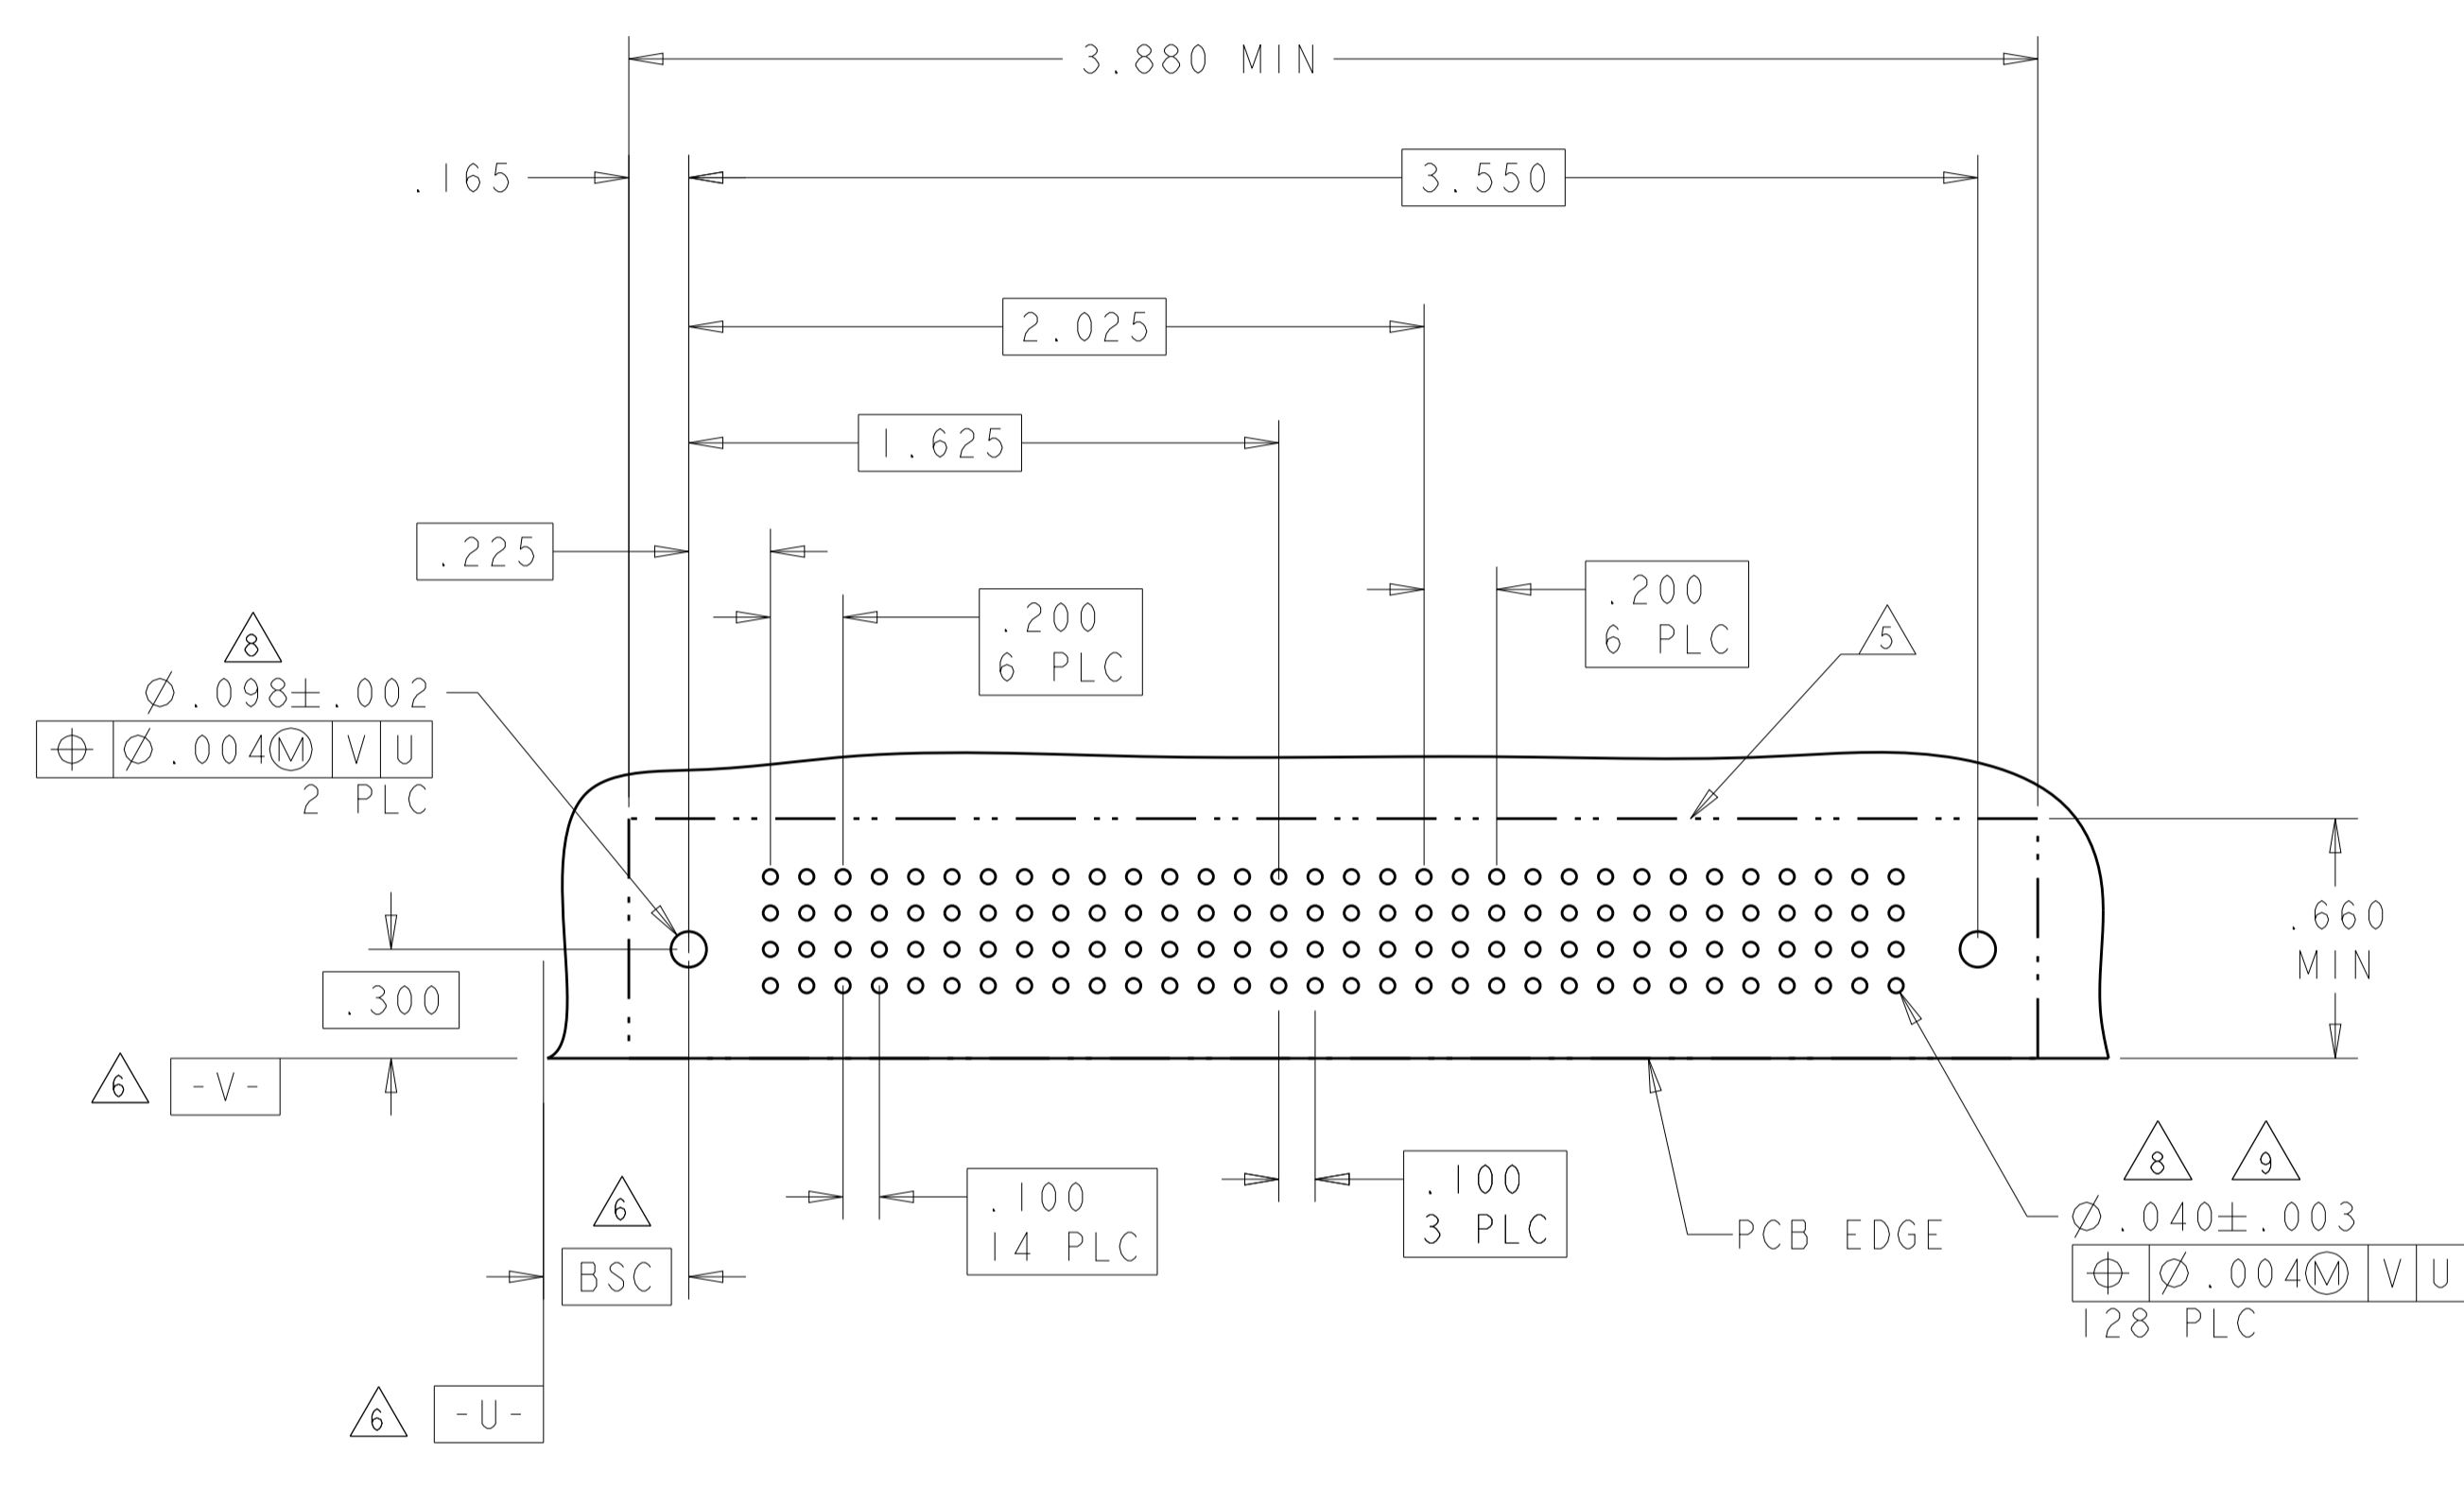 3.880 MIN
.165
3.550
2.025
1.625
.225
.200
6 PLC
.200
6 PLC
5
8
Ø.098±.002
⌖ Ø.004Ⓜ V U
2 PLC
.660
MIN
.300
6 -V-
6
BSC
.100
14 PLC
.100
3 PLC
PCB EDGE
8 9
Ø.040±.003
⌖ Ø.004Ⓜ V U
128 PLC
6 -U-